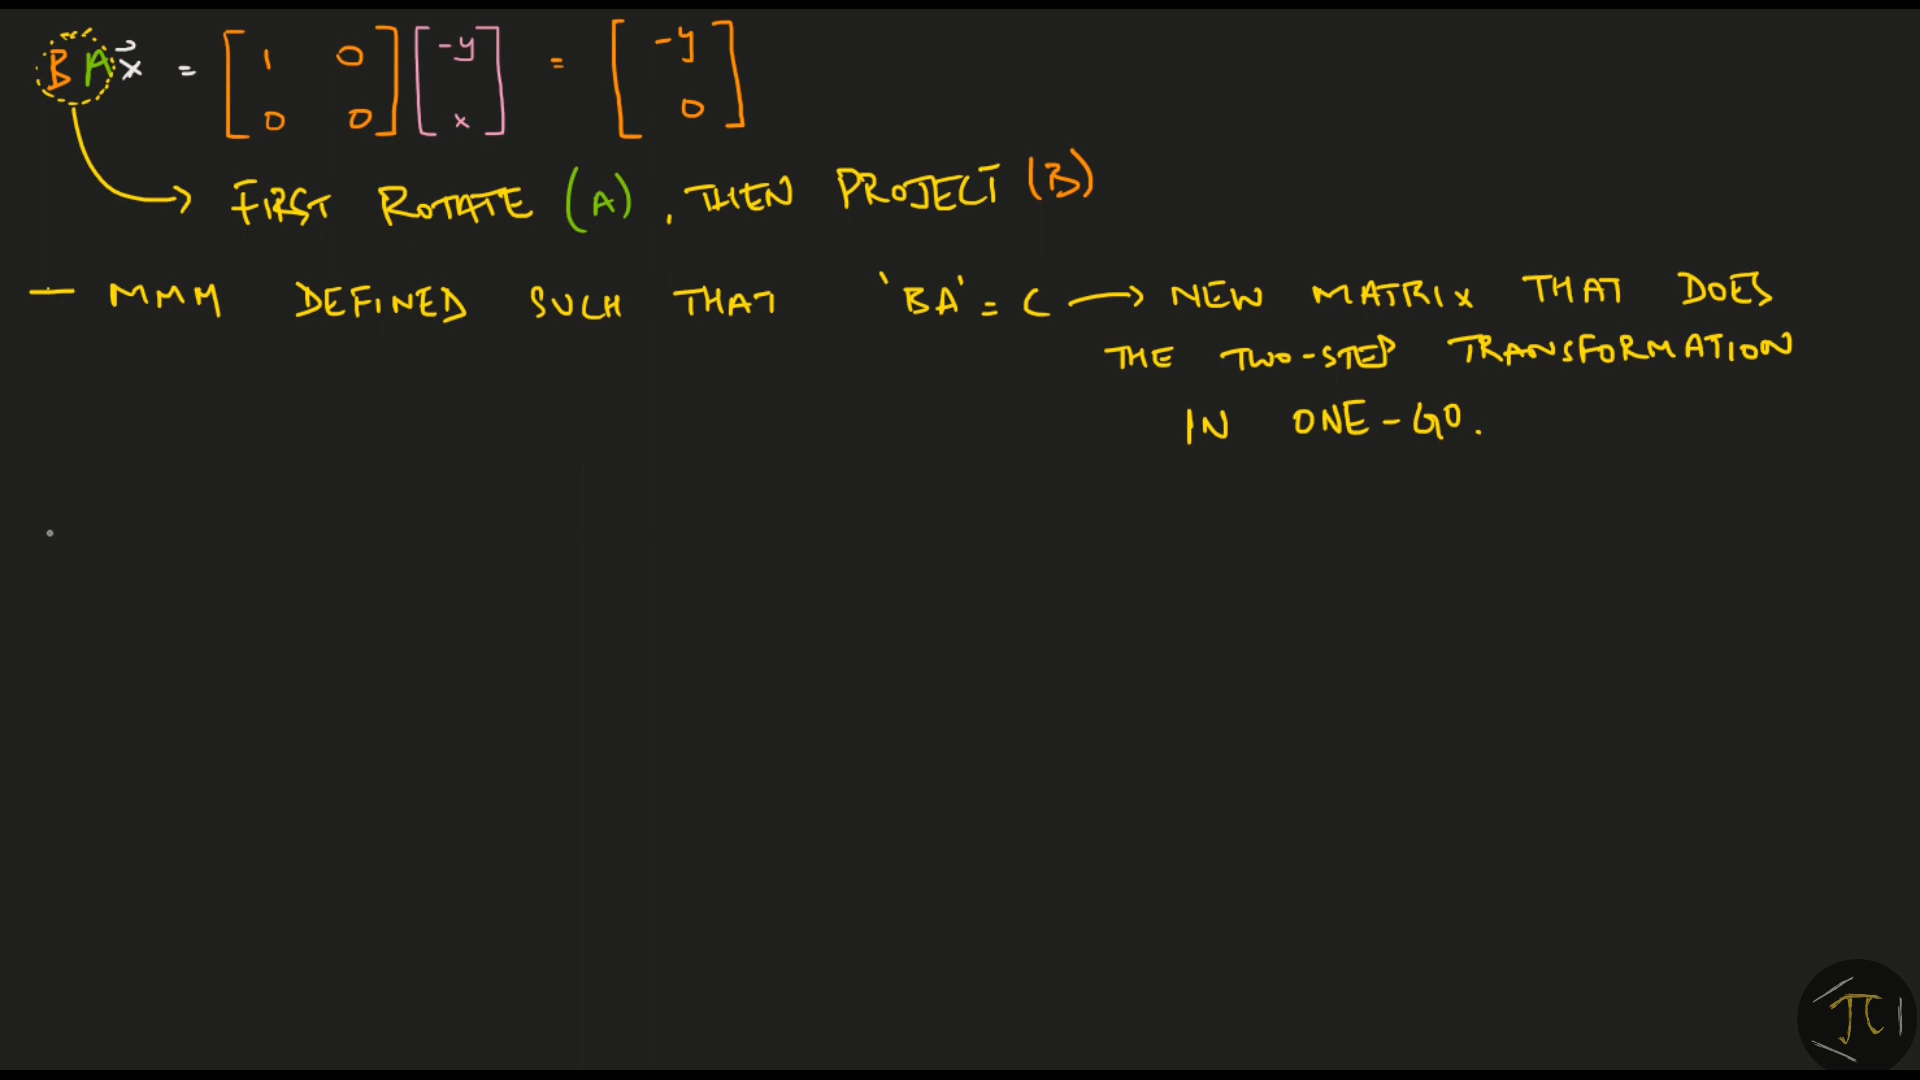 BAx⃗ = [1 0; 0 0] [-y; x] = [-y; 0]
→ FIRST ROTATE (A), THEN PROJECT (B)
— MMM DEFINED SUCH THAT 'BA' = C → NEW MATRIX THAT DOES
THE TWO-STEP TRANSFORMATION
IN ONE-GO.
π